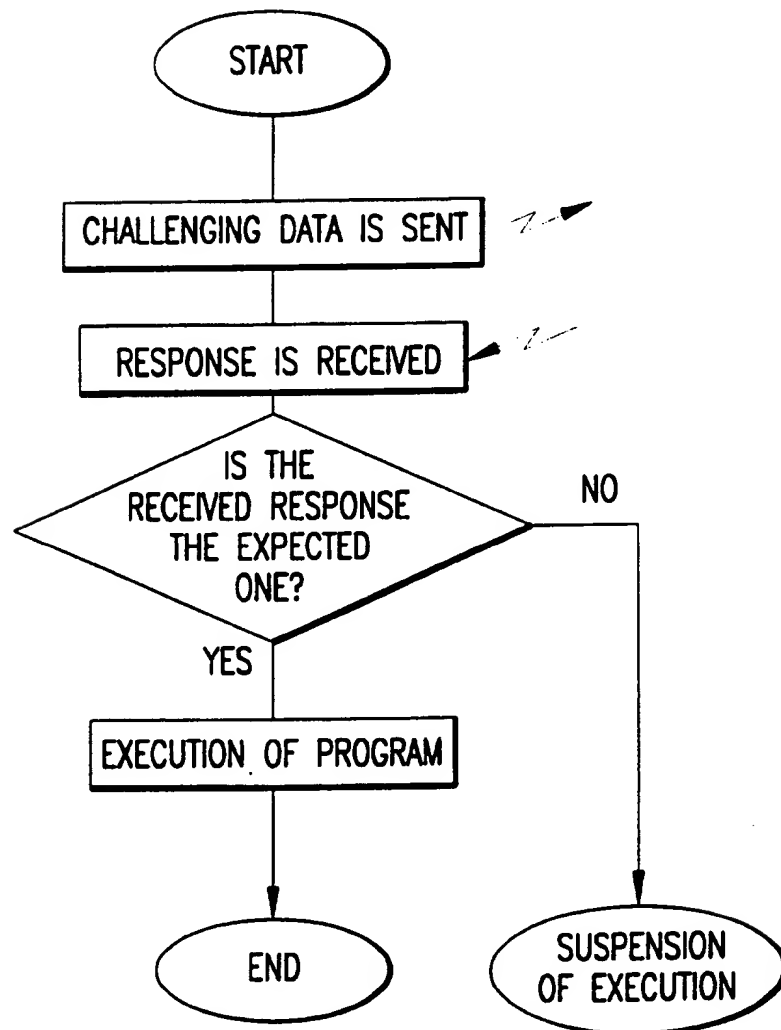 START
CHALLENGING DATA IS SENT
RESPONSE IS RECEIVED
IS THE
RECEIVED RESPONSE
THE EXPECTED
ONE?
NO
YES
EXECUTION OF PROGRAM
END
SUSPENSION
OF EXECUTION